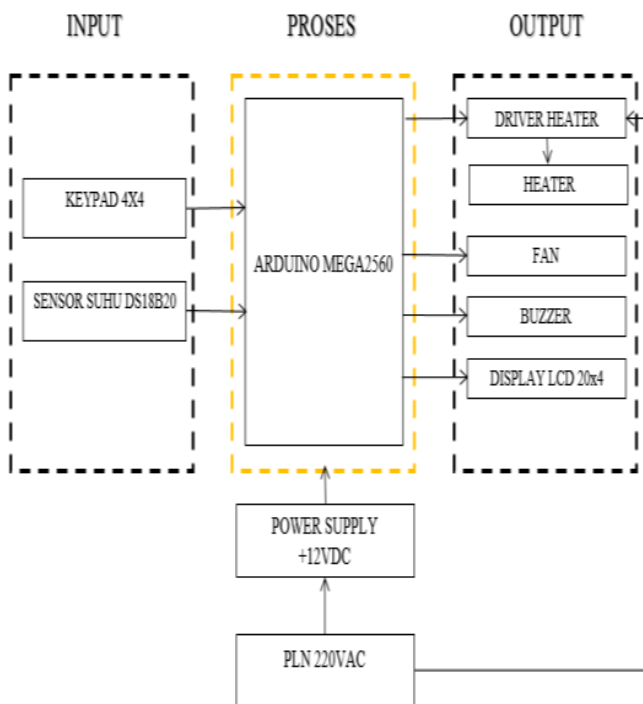 INPUT
PROSES
OUTPUT
KEYPAD 4X4
SENSOR SUHU DS18B20
ARDUINO MEGA2560
DRIVER HEATER
HEATER
FAN
BUZZER
DISPLAY LCD 20x4
POWER SUPPLY
+12VDC
PLN 220VAC